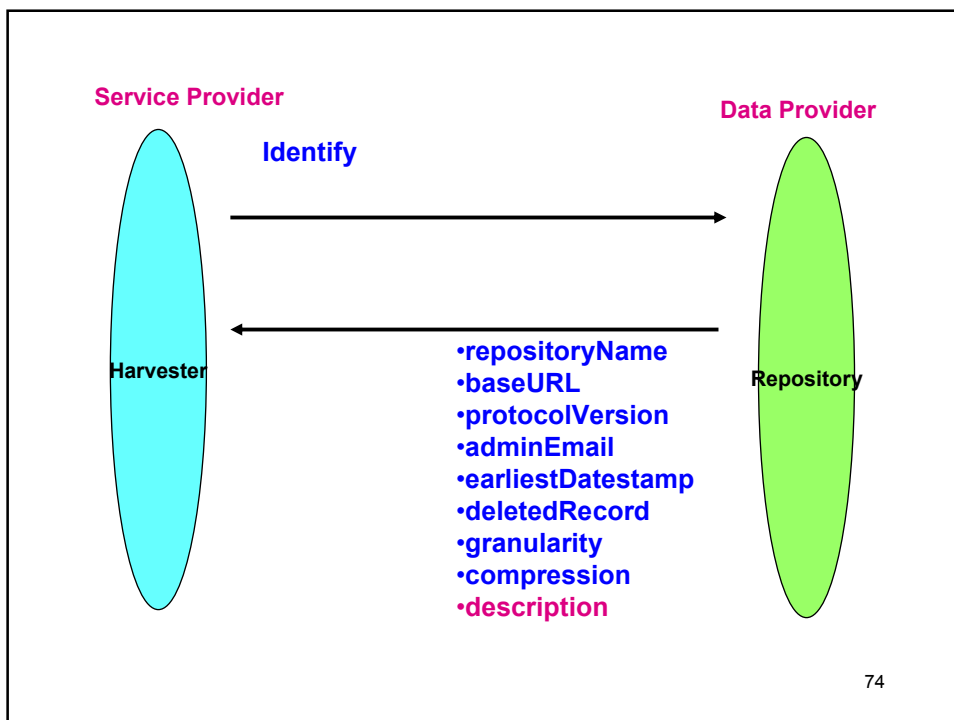 Service Provider
Data Provider
Identify
Harvester
Repository
•repositoryName
•baseURL
•protocolVersion
•adminEmail
•earliestDatestamp
•deletedRecord
•granularity
•compression
•description
74